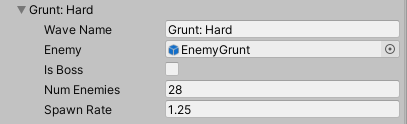 Grunt: Hard
Wave Name Grunt: Hard
Enemy EnemyGrunt
Is Boss
Num Enemies 28
Spawn Rate 1.25